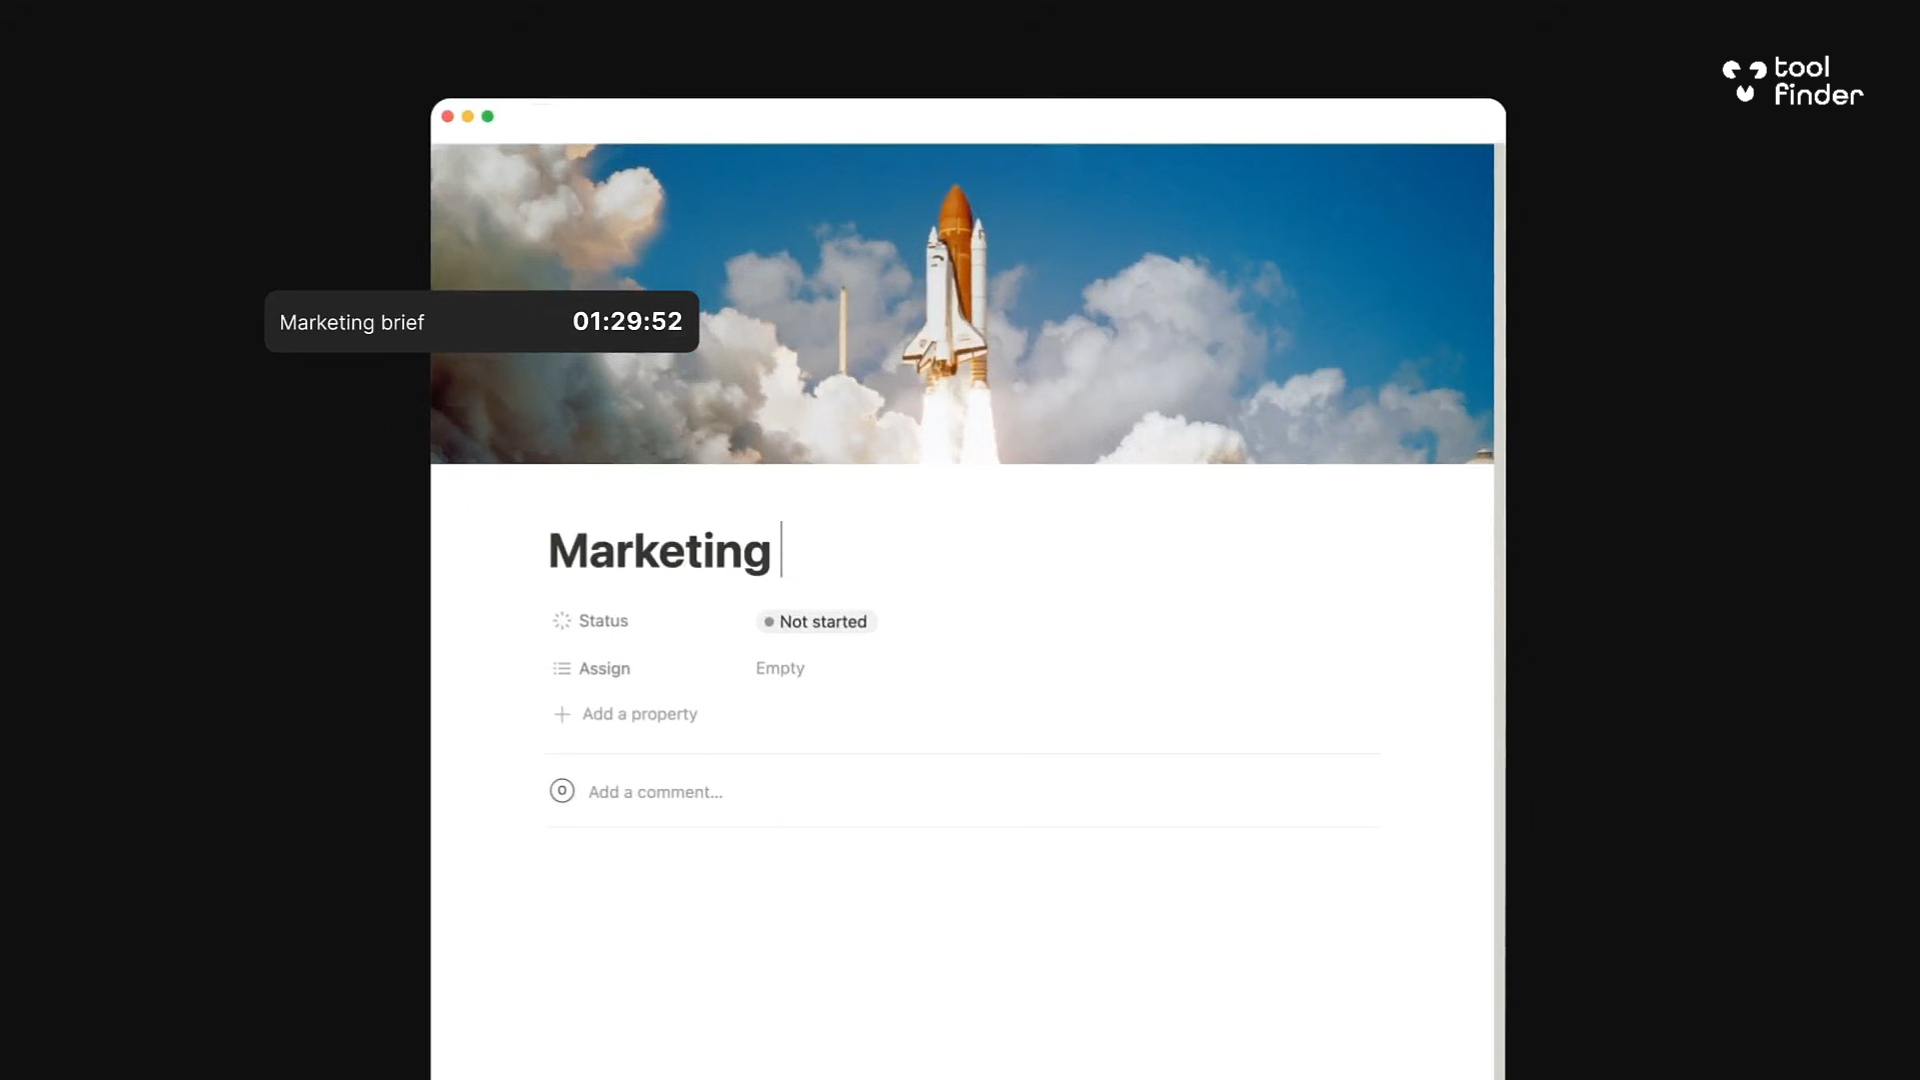 tool
finder
Marketing brief 01:29:52
Marketing
Status Not started
Assign Empty
Add a property
O Add a comment...